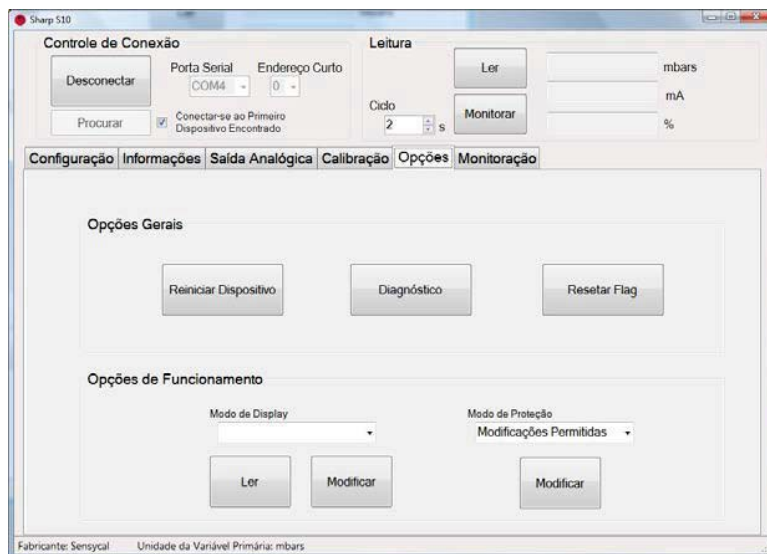 Sharp S10
Controle de Conexão
Leitura
Desconectar
Porta Serial
Endereço Curto
COM4
0
Procurar
Conectar-se ao Primeiro
Dispositivo Encontrado
Ler
mbars
mA
Ciclo
2
s
Monitorar
%
Configuração
Informações
Saída Analógica
Calibração
Opções
Monitoração
Opções Gerais
Reiniciar Dispositivo
Diagnóstico
Resetar Flag
Opções de Funcionamento
Modo de Display
Modo de Proteção
Modificações Permitidas
Ler
Modificar
Modificar
Fabricante: Sensycal
Unidade da Variável Primária: mbars